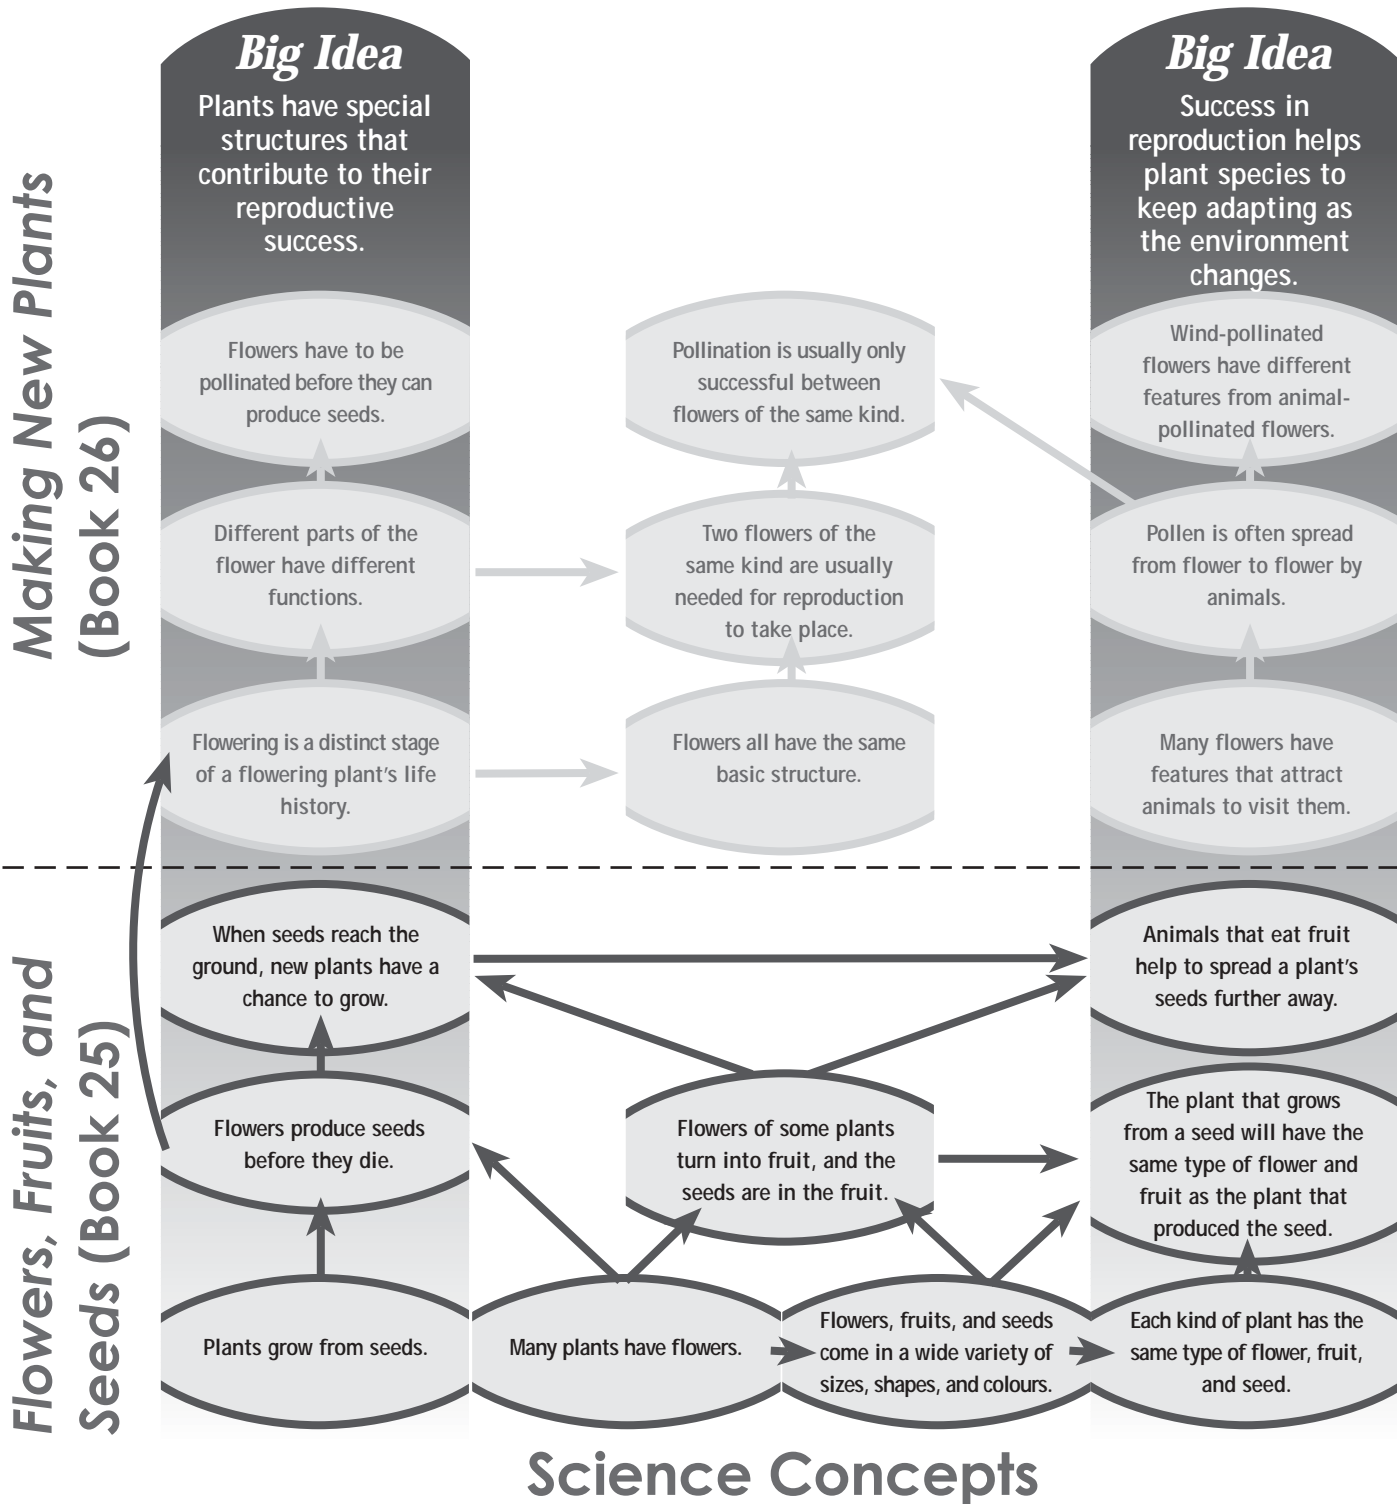 Big Idea
Plants have special
structures that
contribute to their
reproductive
success.
Big Idea
Success in
reproduction helps
plant species to
keep adapting as
the environment
changes.
Making New Plants
(Book 26)
Flowers have to be
pollinated before they can
produce seeds.
Pollination is usually only
successful between
flowers of the same kind.
Wind-pollinated
flowers have different
features from animal-
pollinated flowers.
Different parts of the
flower have different
functions.
Two flowers of the
same kind are usually
needed for reproduction
to take place.
Pollen is often spread
from flower to flower by
animals.
Flowering is a distinct stage
of a flowering plant's life
history.
Flowers all have the same
basic structure.
Many flowers have
features that attract
animals to visit them.
Flowers, Fruits, and
Seeds (Book 25)
When seeds reach the
ground, new plants have a
chance to grow.
Animals that eat fruit
help to spread a plant's
seeds further away.
Flowers produce seeds
before they die.
Flowers of some plants
turn into fruit, and the
seeds are in the fruit.
The plant that grows
from a seed will have the
same type of flower and
fruit as the plant that
produced the seed.
Plants grow from seeds.
Many plants have flowers.
Flowers, fruits, and seeds
come in a wide variety of
sizes, shapes, and colours.
Each kind of plant has the
same type of flower, fruit,
and seed.
Science Concepts